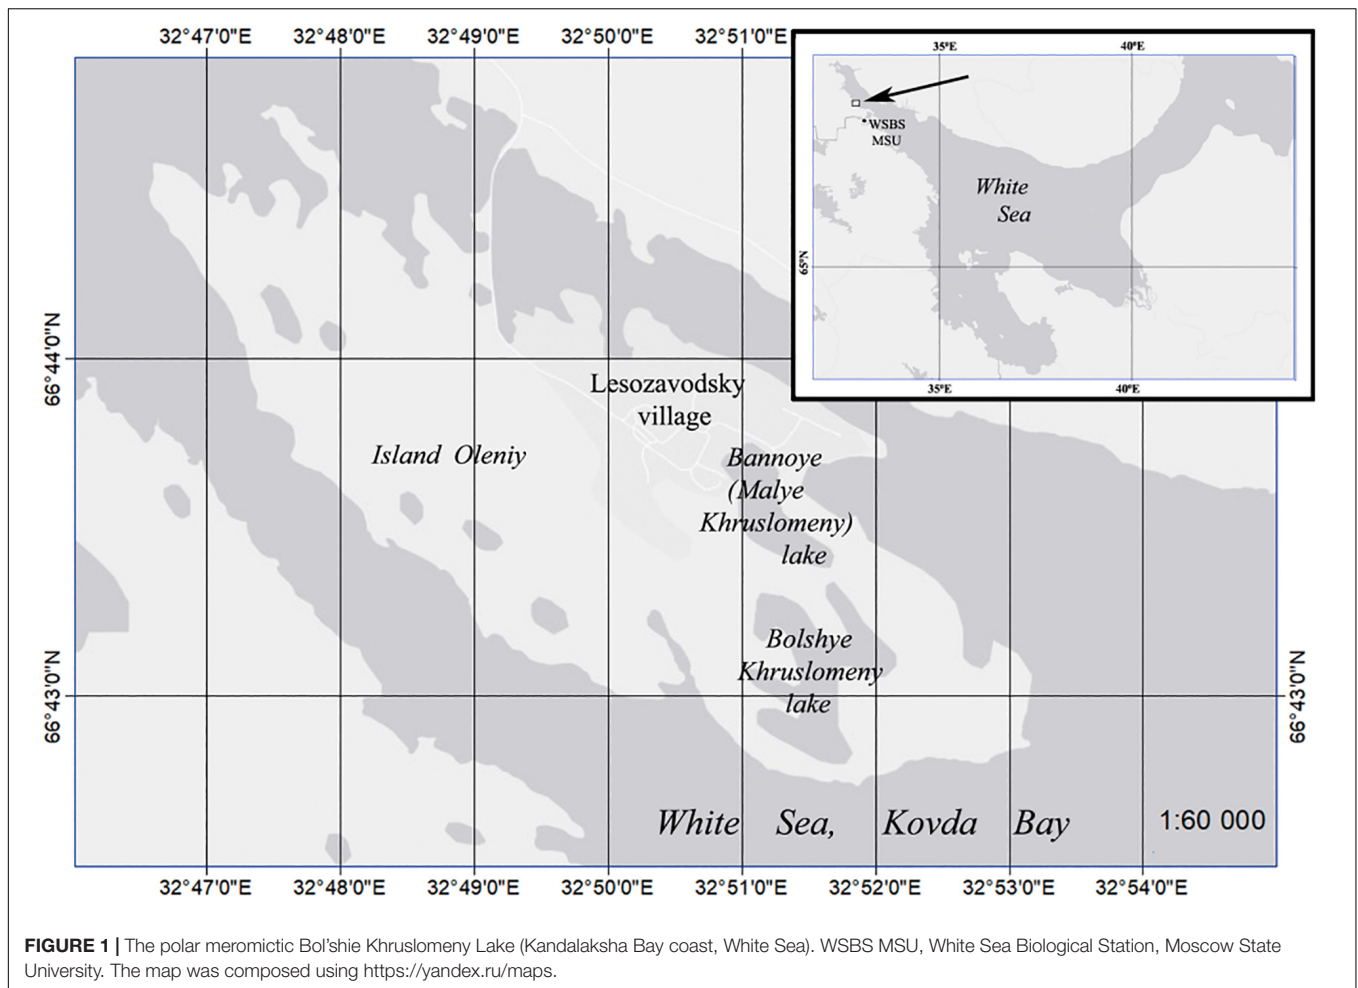 32°47'0"E 32°48'0"E 32°49'0"E 32°50'0"E 32°51'0"E
35°E 40°E
WSBS
MSU
White
Sea
65°N
35°E 40°E
66°44'0"N
Lesozavodsky
village
Island Oleniy
Bannoye
(Malye
Khruslomeny)
lake
Bolshye
Khruslomeny
lake
66°43'0"N
66°43'0"N
White Sea, Kovda Bay
1:60 000
32°47'0"E 32°48'0"E 32°49'0"E 32°50'0"E 32°51'0"E 32°52'0"E 32°53'0"E 32°54'0"E
FIGURE 1 | The polar meromictic Bol'shie Khruslomeny Lake (Kandalaksha Bay coast, White Sea). WSBS MSU, White Sea Biological Station, Moscow State
University. The map was composed using https://yandex.ru/maps.